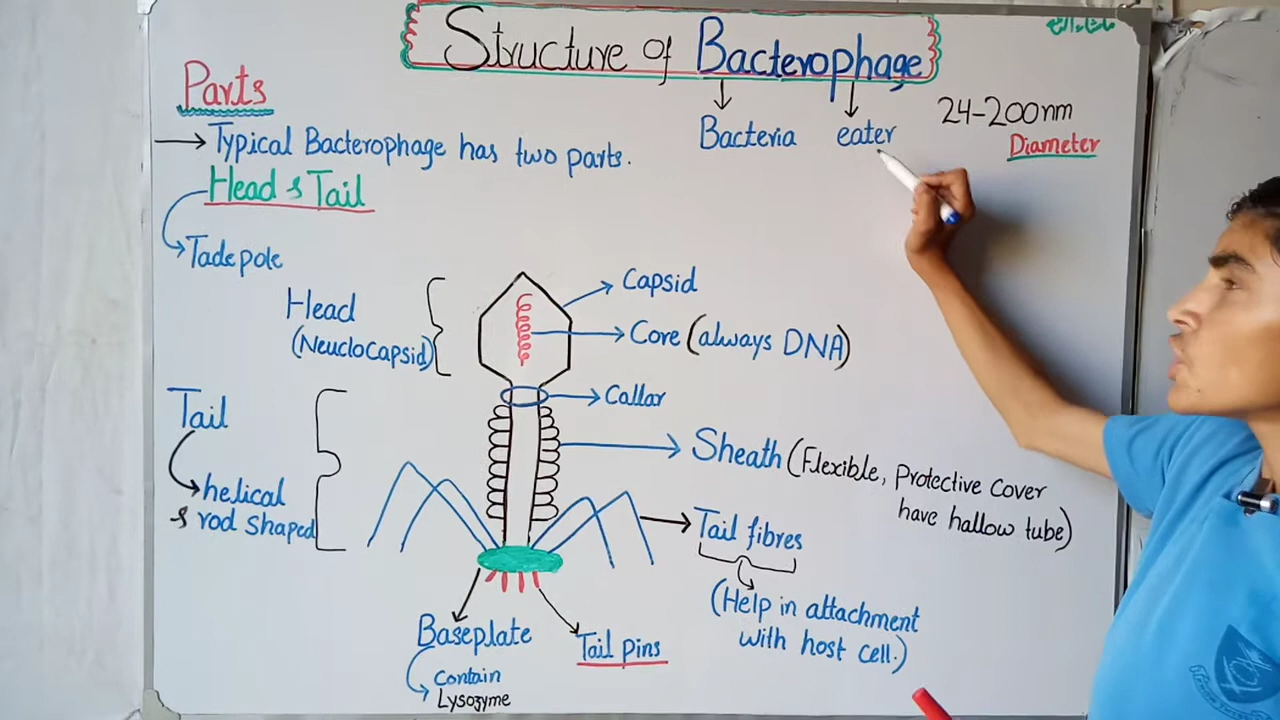 Structure of Bacterophage
Bacteria eater
24-200nm
Diameter
Parts
Typical Bacterophage has two parts.
Head & Tail
Tadepole
Head
(NeucloCapsid)
Capsid
Core (always DNA)
Callar
Tail
helical
& rod shaped
Sheath (Flexible, Protective Cover
have hallow tube)
Tail fibres
(Help in attachment
with host cell.)
Baseplate
Contain
Lysozyme
Tail pins